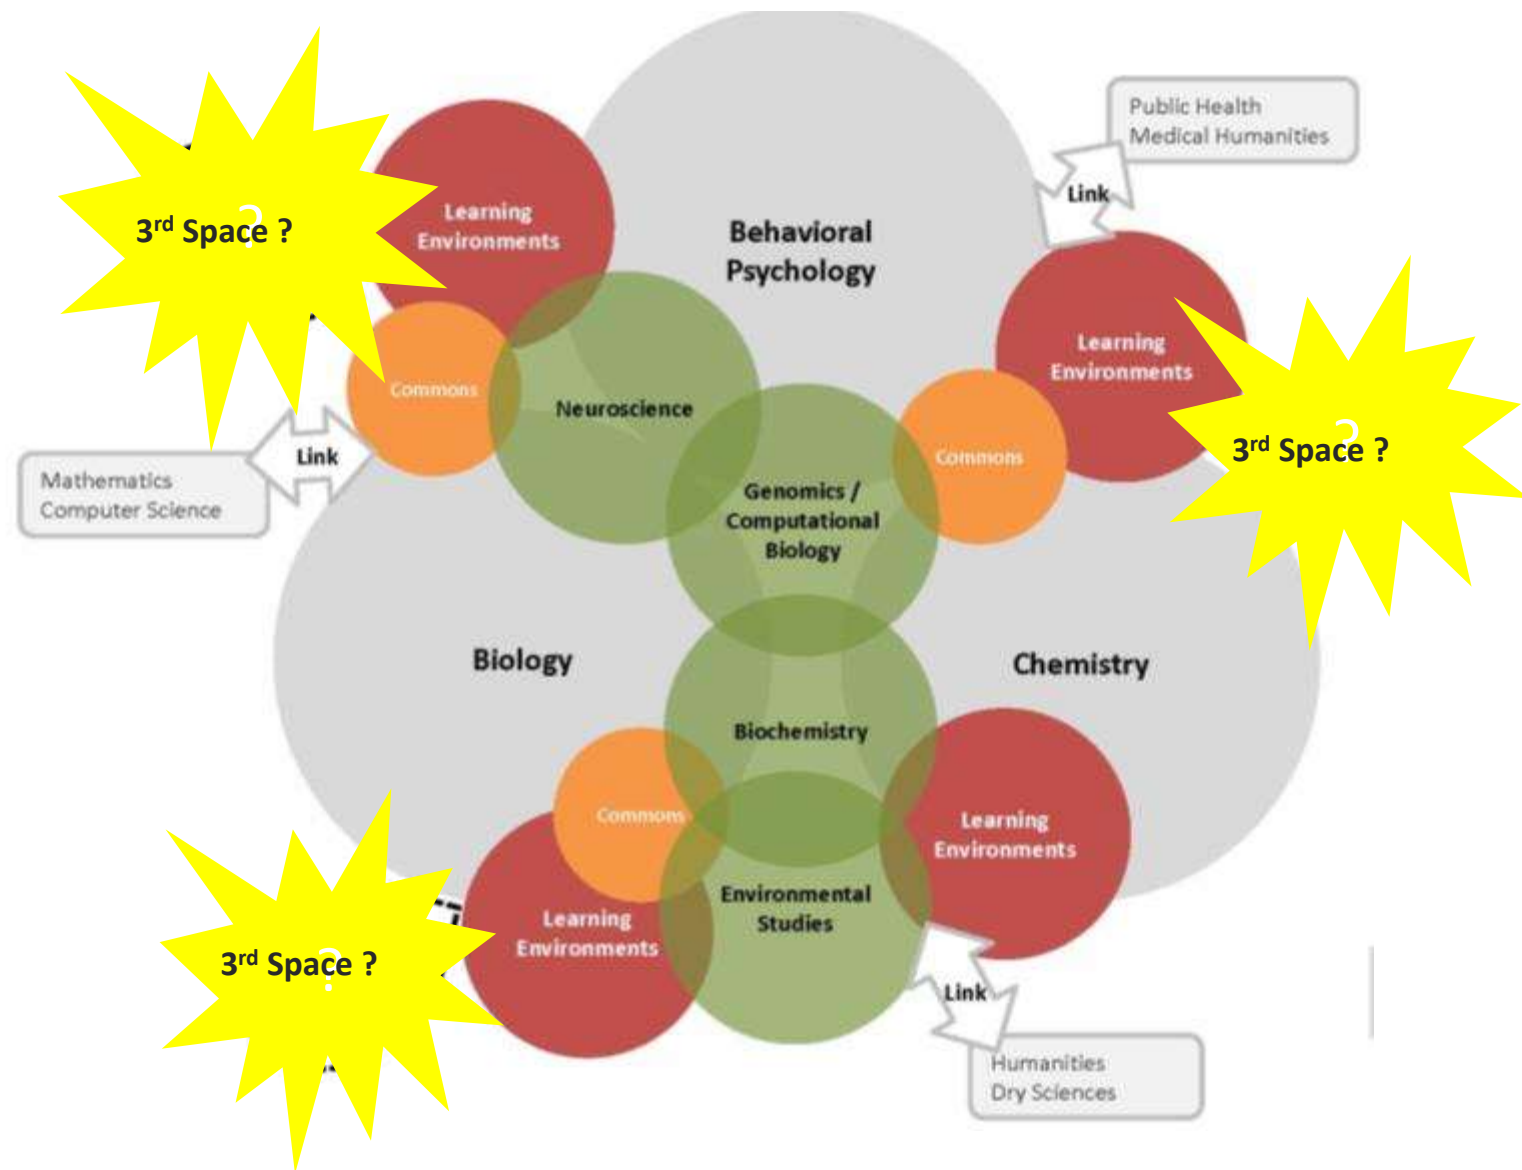 Public Health
Medical Humanities
Link
Learning
Environments
?
3rd Space ?
Behavioral
Psychology
Learning
Environments
Commons
Neuroscience
?
3rd Space ?
Link
Commons
Mathematics
Computer Science
Genomics /
Computational
Biology
Biology
Chemistry
Biochemistry
Commons
Learning
Environments
Environmental
Studies
Learning
Environments
?
3rd Space ?
Link
Humanities
Dry Sciences